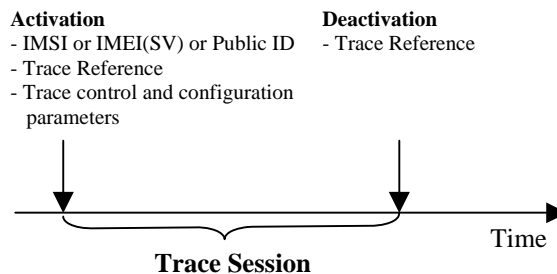 Activation
- IMSI or IMEI(SV) or Public ID
- Trace Reference
- Trace control and configuration
parameters
Deactivation
- Trace Reference
Time
Trace Session